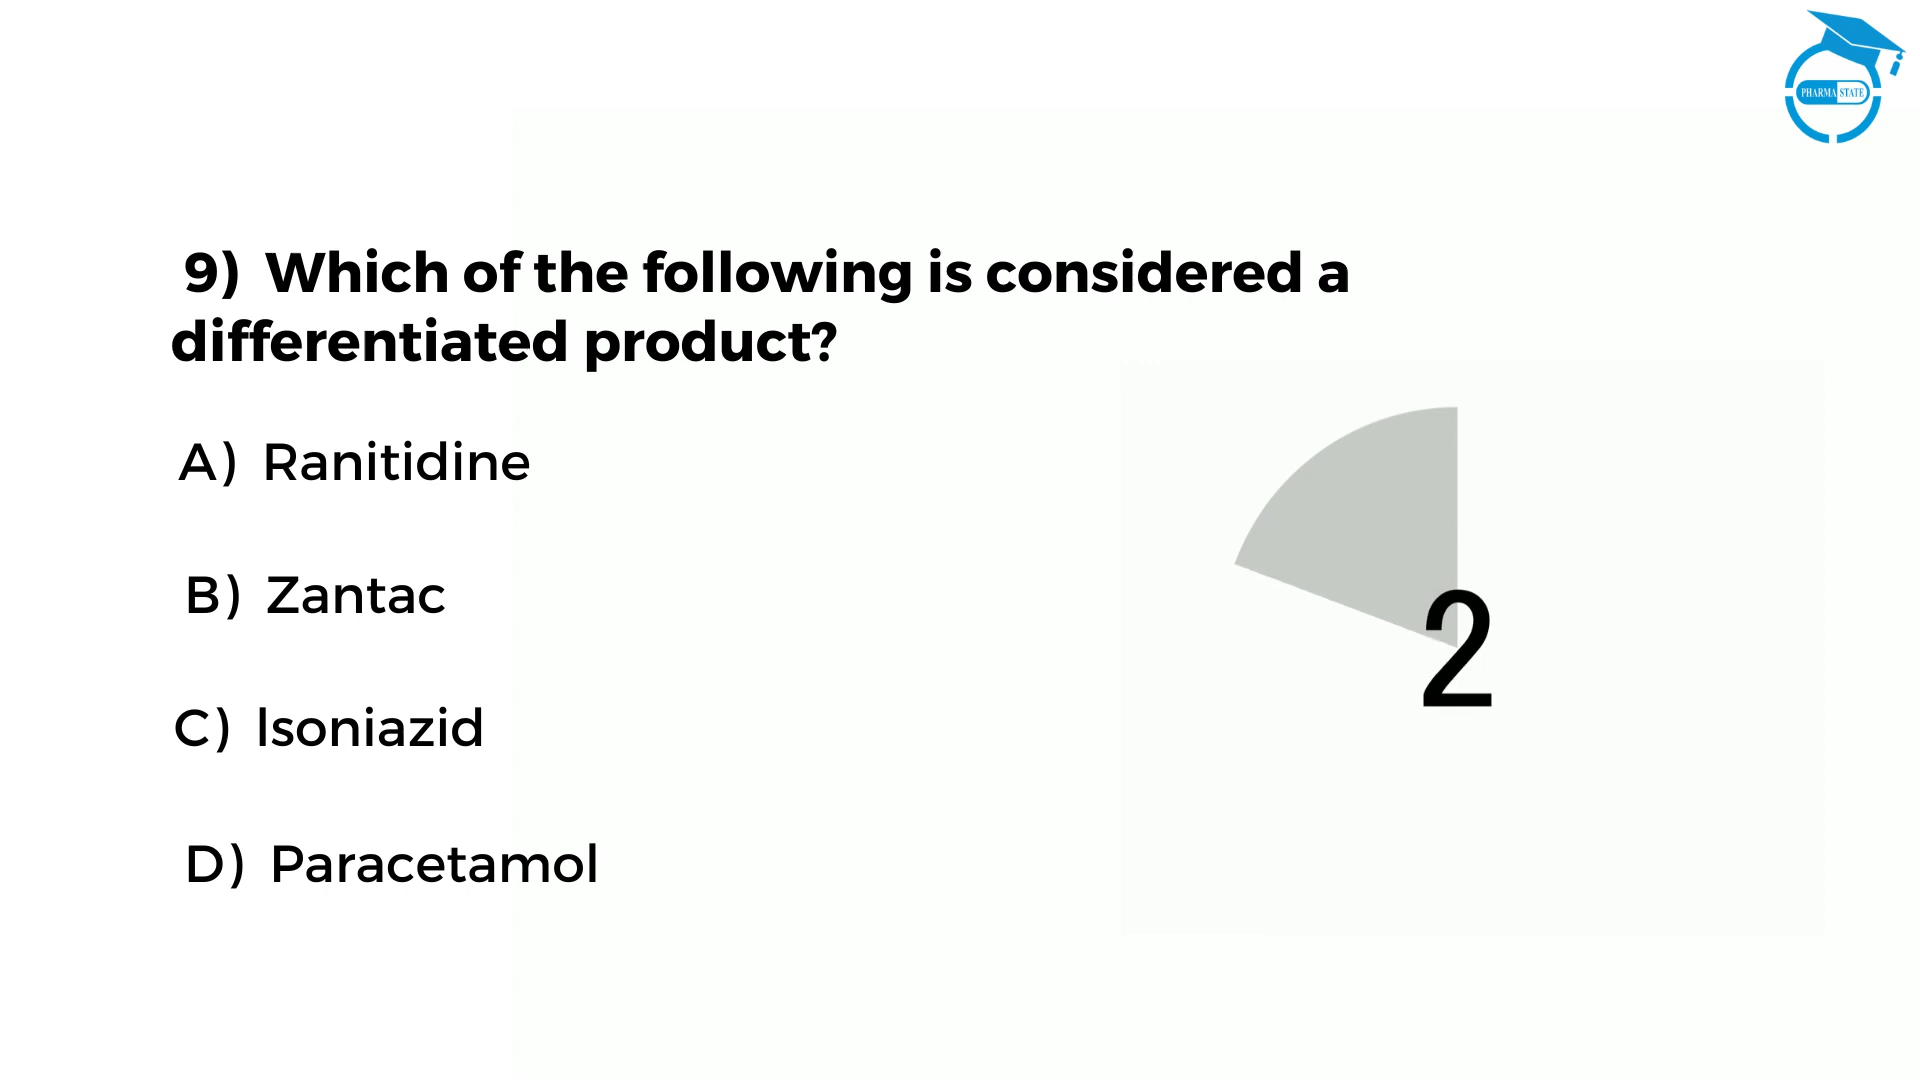 PHARMA STATE
9) Which of the following is considered a
differentiated product?
A) Ranitidine
B) Zantac
C) Isoniazid
D) Paracetamol
2